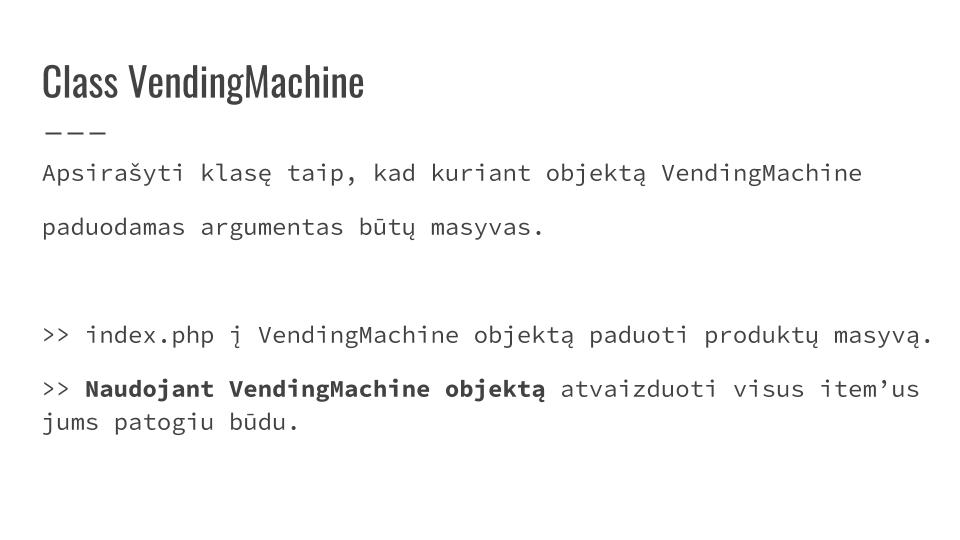 Class VendingMachine
———
Apsirašyti klasę taip, kad kuriant objektą VendingMachine
paduodamas argumentas būtų masyvas.
>> index.php į VendingMachine objektą paduoti produktų masyvą.
>> Naudojant VendingMachine objektą atvaizduoti visus item’us
jums patogiu būdu.